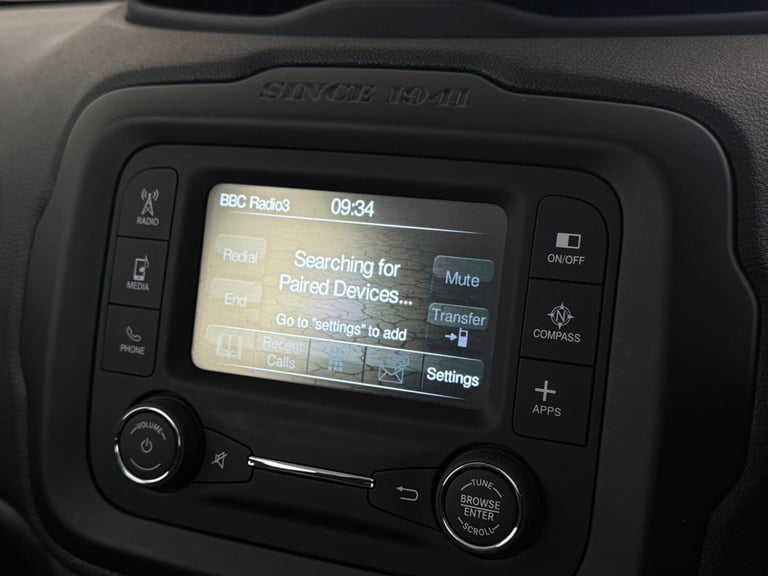 SINCE 1941
BBC Radio3 09:34
RADIO
MEDIA
PHONE
Redial
End
Searching for
Paired Devices...
Go to "settings" to add
Mute
Transfer
Recent
Calls
Settings
ON/OFF
N
COMPASS
APPS
VOLUME
TUNE
BROWSE
ENTER
SCROLL